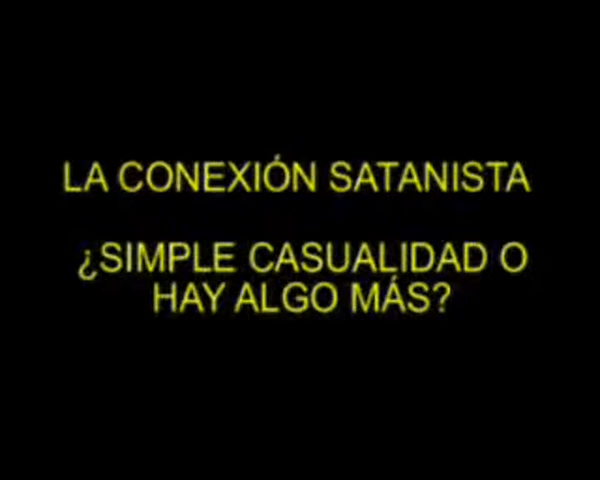 LA CONEXIÓN SATANISTA
¿SIMPLE CASUALIDAD O
HAY ALGO MÁS?